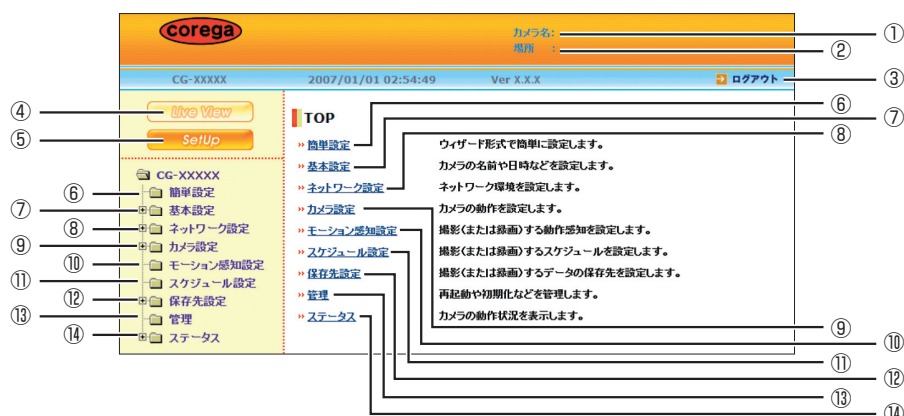 corega
カメラ名: ①
場所 : ②
CG-XXXXX 2007/01/01 02:54:49 Ver X.X.X ログアウト ③
④ Live View
⑤ SetUp
CG-XXXXX
⑥ 簡単設定
⑦ 基本設定
⑧ ネットワーク設定
⑨ カメラ設定
⑩ モーション感知設定
⑪ スケジュール設定
⑫ 保存先設定
⑬ 管理
⑭ ステータス
TOP
» 簡単設定 ウィザード形式で簡単に設定します。 ⑥
» 基本設定 カメラの名前や日時などを設定します。 ⑦
» ネットワーク設定 ネットワーク環境を設定します。 ⑧
» カメラ設定 カメラの動作を設定します。 ⑨
» モーション感知設定 撮影(または録画)する動作感知を設定します。 ⑩
» スケジュール設定 撮影(または録画)するスケジュールを設定します。 ⑪
» 保存先設定 撮影(または録画)するデータの保存先を設定します。 ⑫
» 管理 再起動や初期化などを管理します。 ⑬
» ステータス カメラの動作状況を表示します。 ⑭